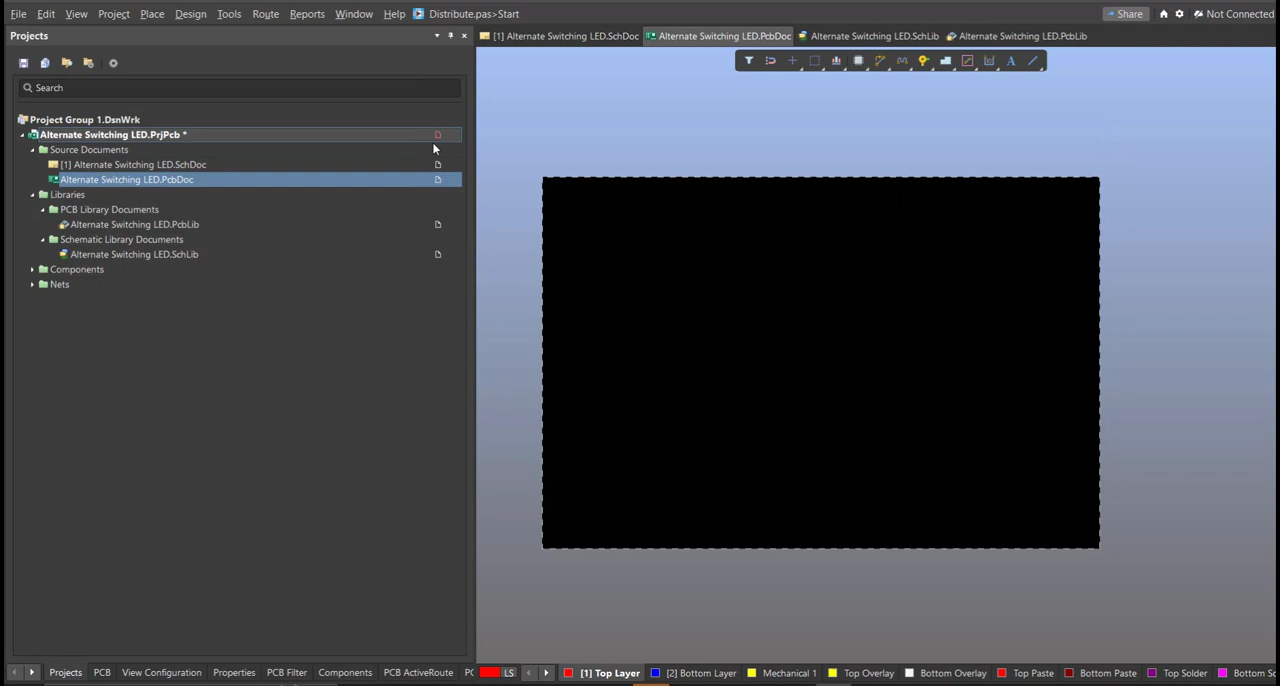 File Edit View Project Place Design Tools Route Reports Window Help Distribute.pas>Start Share Not Connected
Projects
[1] Alternate Switching LED.SchDoc Alternate Switching LED.PcbDoc Alternate Switching LED.SchLib Alternate Switching LED.PcbLib
Search
Project Group 1.DsnWrk
Alternate Switching LED.PrjPcb *
Source Documents
[1] Alternate Switching LED.SchDoc
Alternate Switching LED.PcbDoc
Libraries
PCB Library Documents
Alternate Switching LED.PcbLib
Schematic Library Documents
Alternate Switching LED.SchLib
Components
Nets
Projects PCB View Configuration Properties PCB Filter Components PCB ActiveRoute PC
LS [1] Top Layer [2] Bottom Layer Mechanical 1 Top Overlay Bottom Overlay Top Paste Bottom Paste Top Solder Bottom So